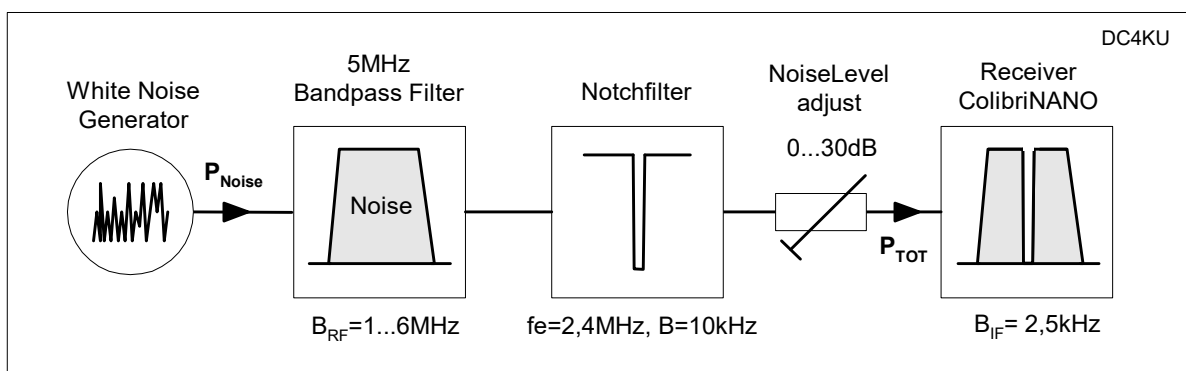 DC4KU
White Noise
Generator
5MHz
Bandpass Filter
Notchfilter
NoiseLevel
adjust
0...30dB
Receiver
ColibriNANO
P_Noise
Noise
P_TOT
B_RF=1...6MHz
fe=2,4MHz, B=10kHz
B_IF= 2,5kHz